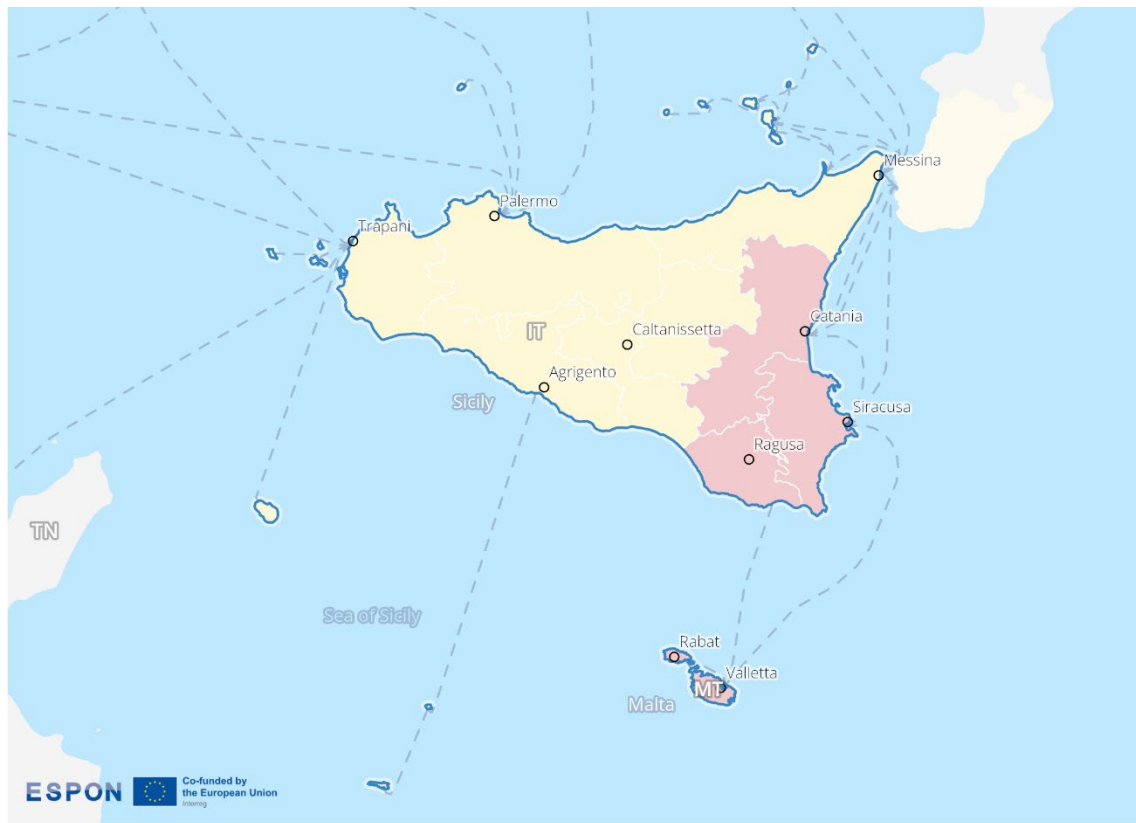 Messina
Palermo
Trapani
Catania
IT
Caltanissetta
Agrigento
Sicily
Siracusa
Ragusa
TN
Sea of Sicily
Rabat
Valletta
MT
Malta
ESPON
Co-funded by
the European Union
Interreg